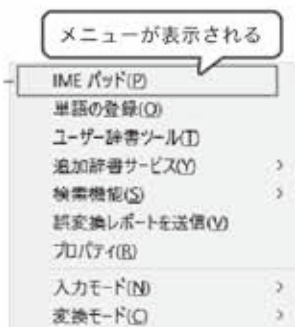 メニューが表示される
IME パッド(P)
単語の登録(O)
ユーザー辞書ツール(T)
追加辞書サービス(Y)
検索機能(S)
誤変換レポートを送信(V)
プロパティ(R)
入力モード(N)
変換モード(C)